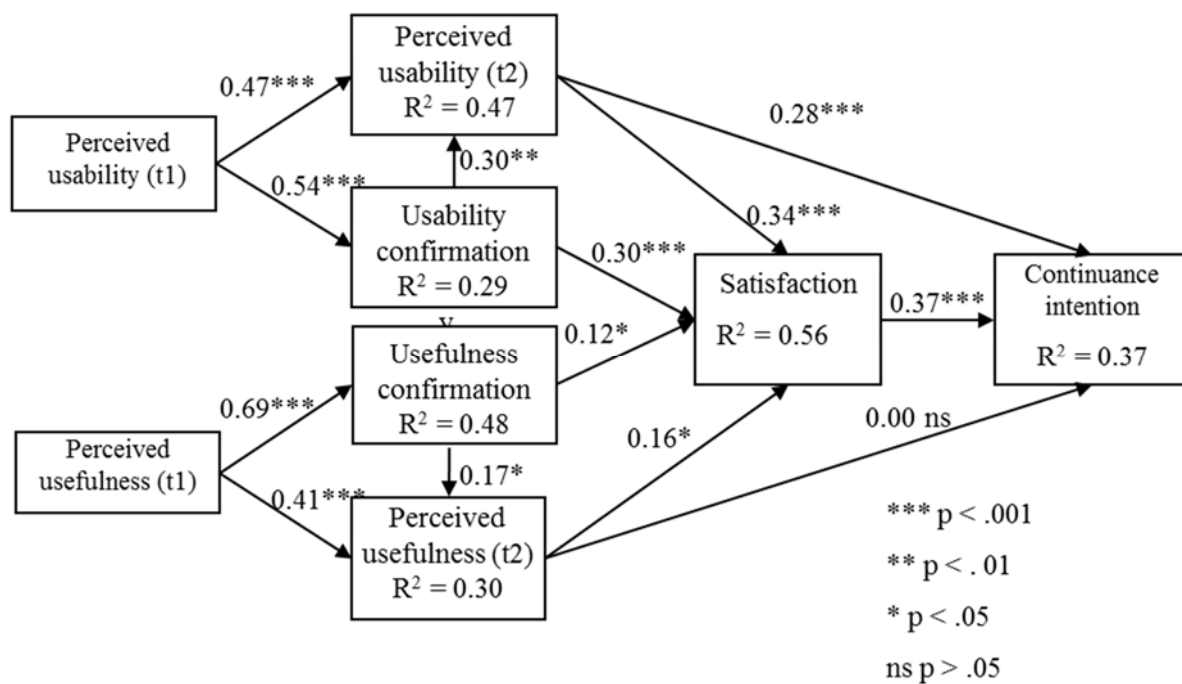 Perceived
usability (t2)
R² = 0.47
0.47***
0.28***
Perceived
usability (t1)
0.30**
0.54***
Usability
confirmation
R² = 0.29
0.34***
0.30***
Satisfaction
R² = 0.56
0.37***
Continuance
intention
R² = 0.37
v
0.12*
Usefulness
confirmation
R² = 0.48
0.69***
0.00 ns
0.16*
Perceived
usefulness (t1)
0.17*
0.41***
Perceived
usefulness (t2)
R² = 0.30
*** p < .001
** p < . 01
* p < .05
ns p > .05